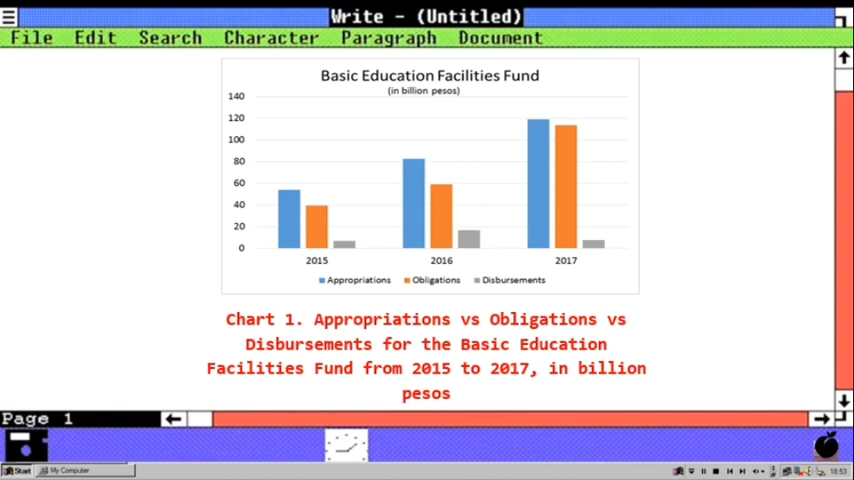 Write - (Untitled)
File Edit Search Character Paragraph Document
Basic Education Facilities Fund
(in billion pesos)
140
120
100
80
60
40
20
0
2015 2016 2017
Appropriations Obligations Disbursements
Chart 1. Appropriations vs Obligations vs
Disbursements for the Basic Education
Facilities Fund from 2015 to 2017, in billion
pesos
Page 1
Start My Computer 18:53